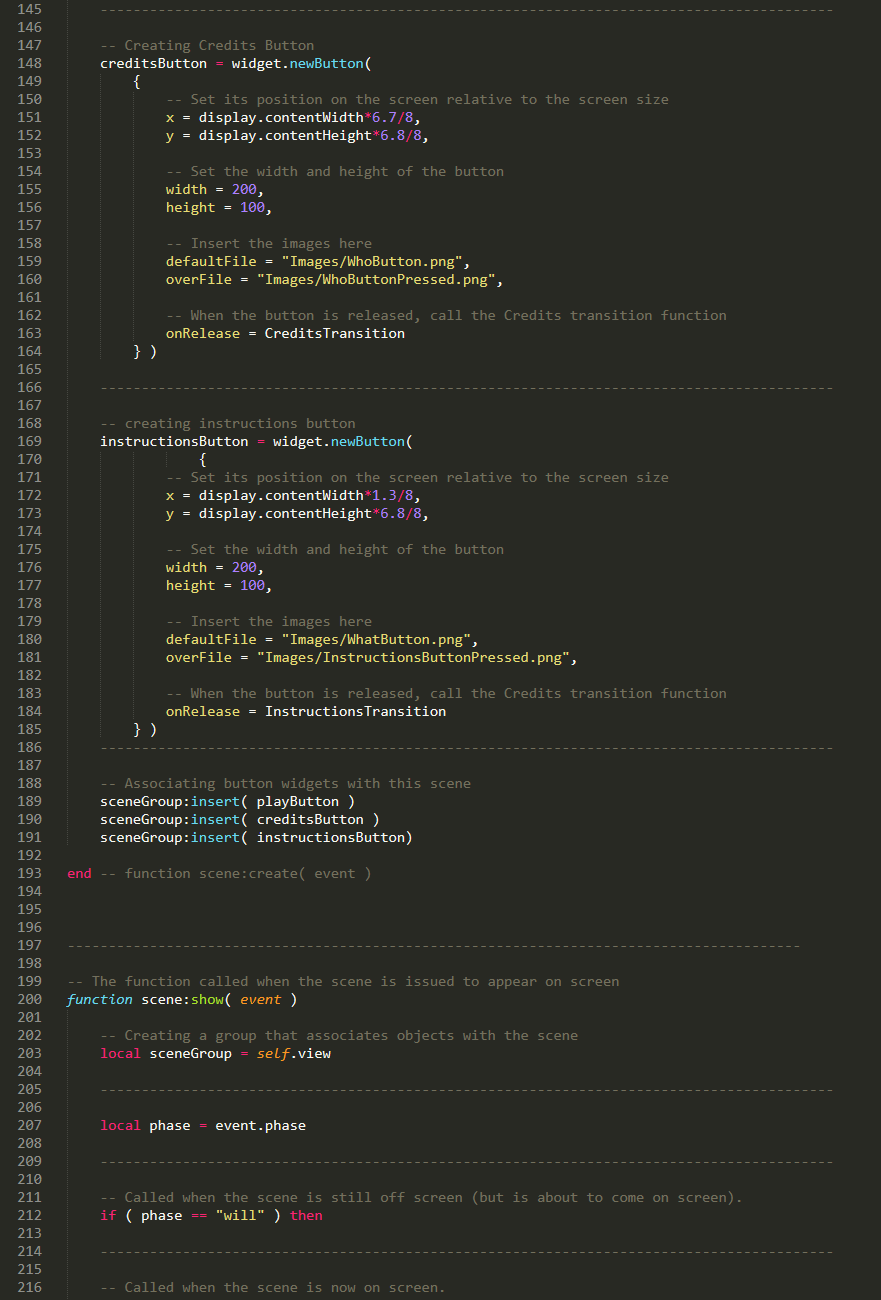 145     -----------------------------------------------------------------------------------------
146
147     -- Creating Credits Button
148     creditsButton = widget.newButton(
149         {
150             -- Set its position on the screen relative to the screen size
151             x = display.contentWidth*6.7/8,
152             y = display.contentHeight*6.8/8,
153
154             -- Set the width and height of the button
155             width = 200,
156             height = 100,
157
158             -- Insert the images here
159             defaultFile = "Images/WhoButton.png",
160             overFile = "Images/WhoButtonPressed.png",
161
162             -- When the button is released, call the Credits transition function
163             onRelease = CreditsTransition
164         } )
165
166     -----------------------------------------------------------------------------------------
167
168     -- creating instructions button
169     instructionsButton = widget.newButton(
170                 {
171             -- Set its position on the screen relative to the screen size
172             x = display.contentWidth*1.3/8,
173             y = display.contentHeight*6.8/8,
174
175             -- Set the width and height of the button
176             width = 200,
177             height = 100,
178
179             -- Insert the images here
180             defaultFile = "Images/WhatButton.png",
181             overFile = "Images/InstructionsButtonPressed.png",
182
183             -- When the button is released, call the Credits transition function
184             onRelease = InstructionsTransition
185         } )
186     -----------------------------------------------------------------------------------------
187
188     -- Associating button widgets with this scene
189     sceneGroup:insert( playButton )
190     sceneGroup:insert( creditsButton )
191     sceneGroup:insert( instructionsButton)
192
193 end -- function scene:create( event )
194
195
196
197 -----------------------------------------------------------------------------------------
198
199 -- The function called when the scene is issued to appear on screen
200 function scene:show( event )
201
202     -- Creating a group that associates objects with the scene
203     local sceneGroup = self.view
204
205     -----------------------------------------------------------------------------------------
206
207     local phase = event.phase
208
209     -----------------------------------------------------------------------------------------
210
211     -- Called when the scene is still off screen (but is about to come on screen).
212     if ( phase == "will" ) then
213
214     -----------------------------------------------------------------------------------------
215
216     -- Called when the scene is now on screen.